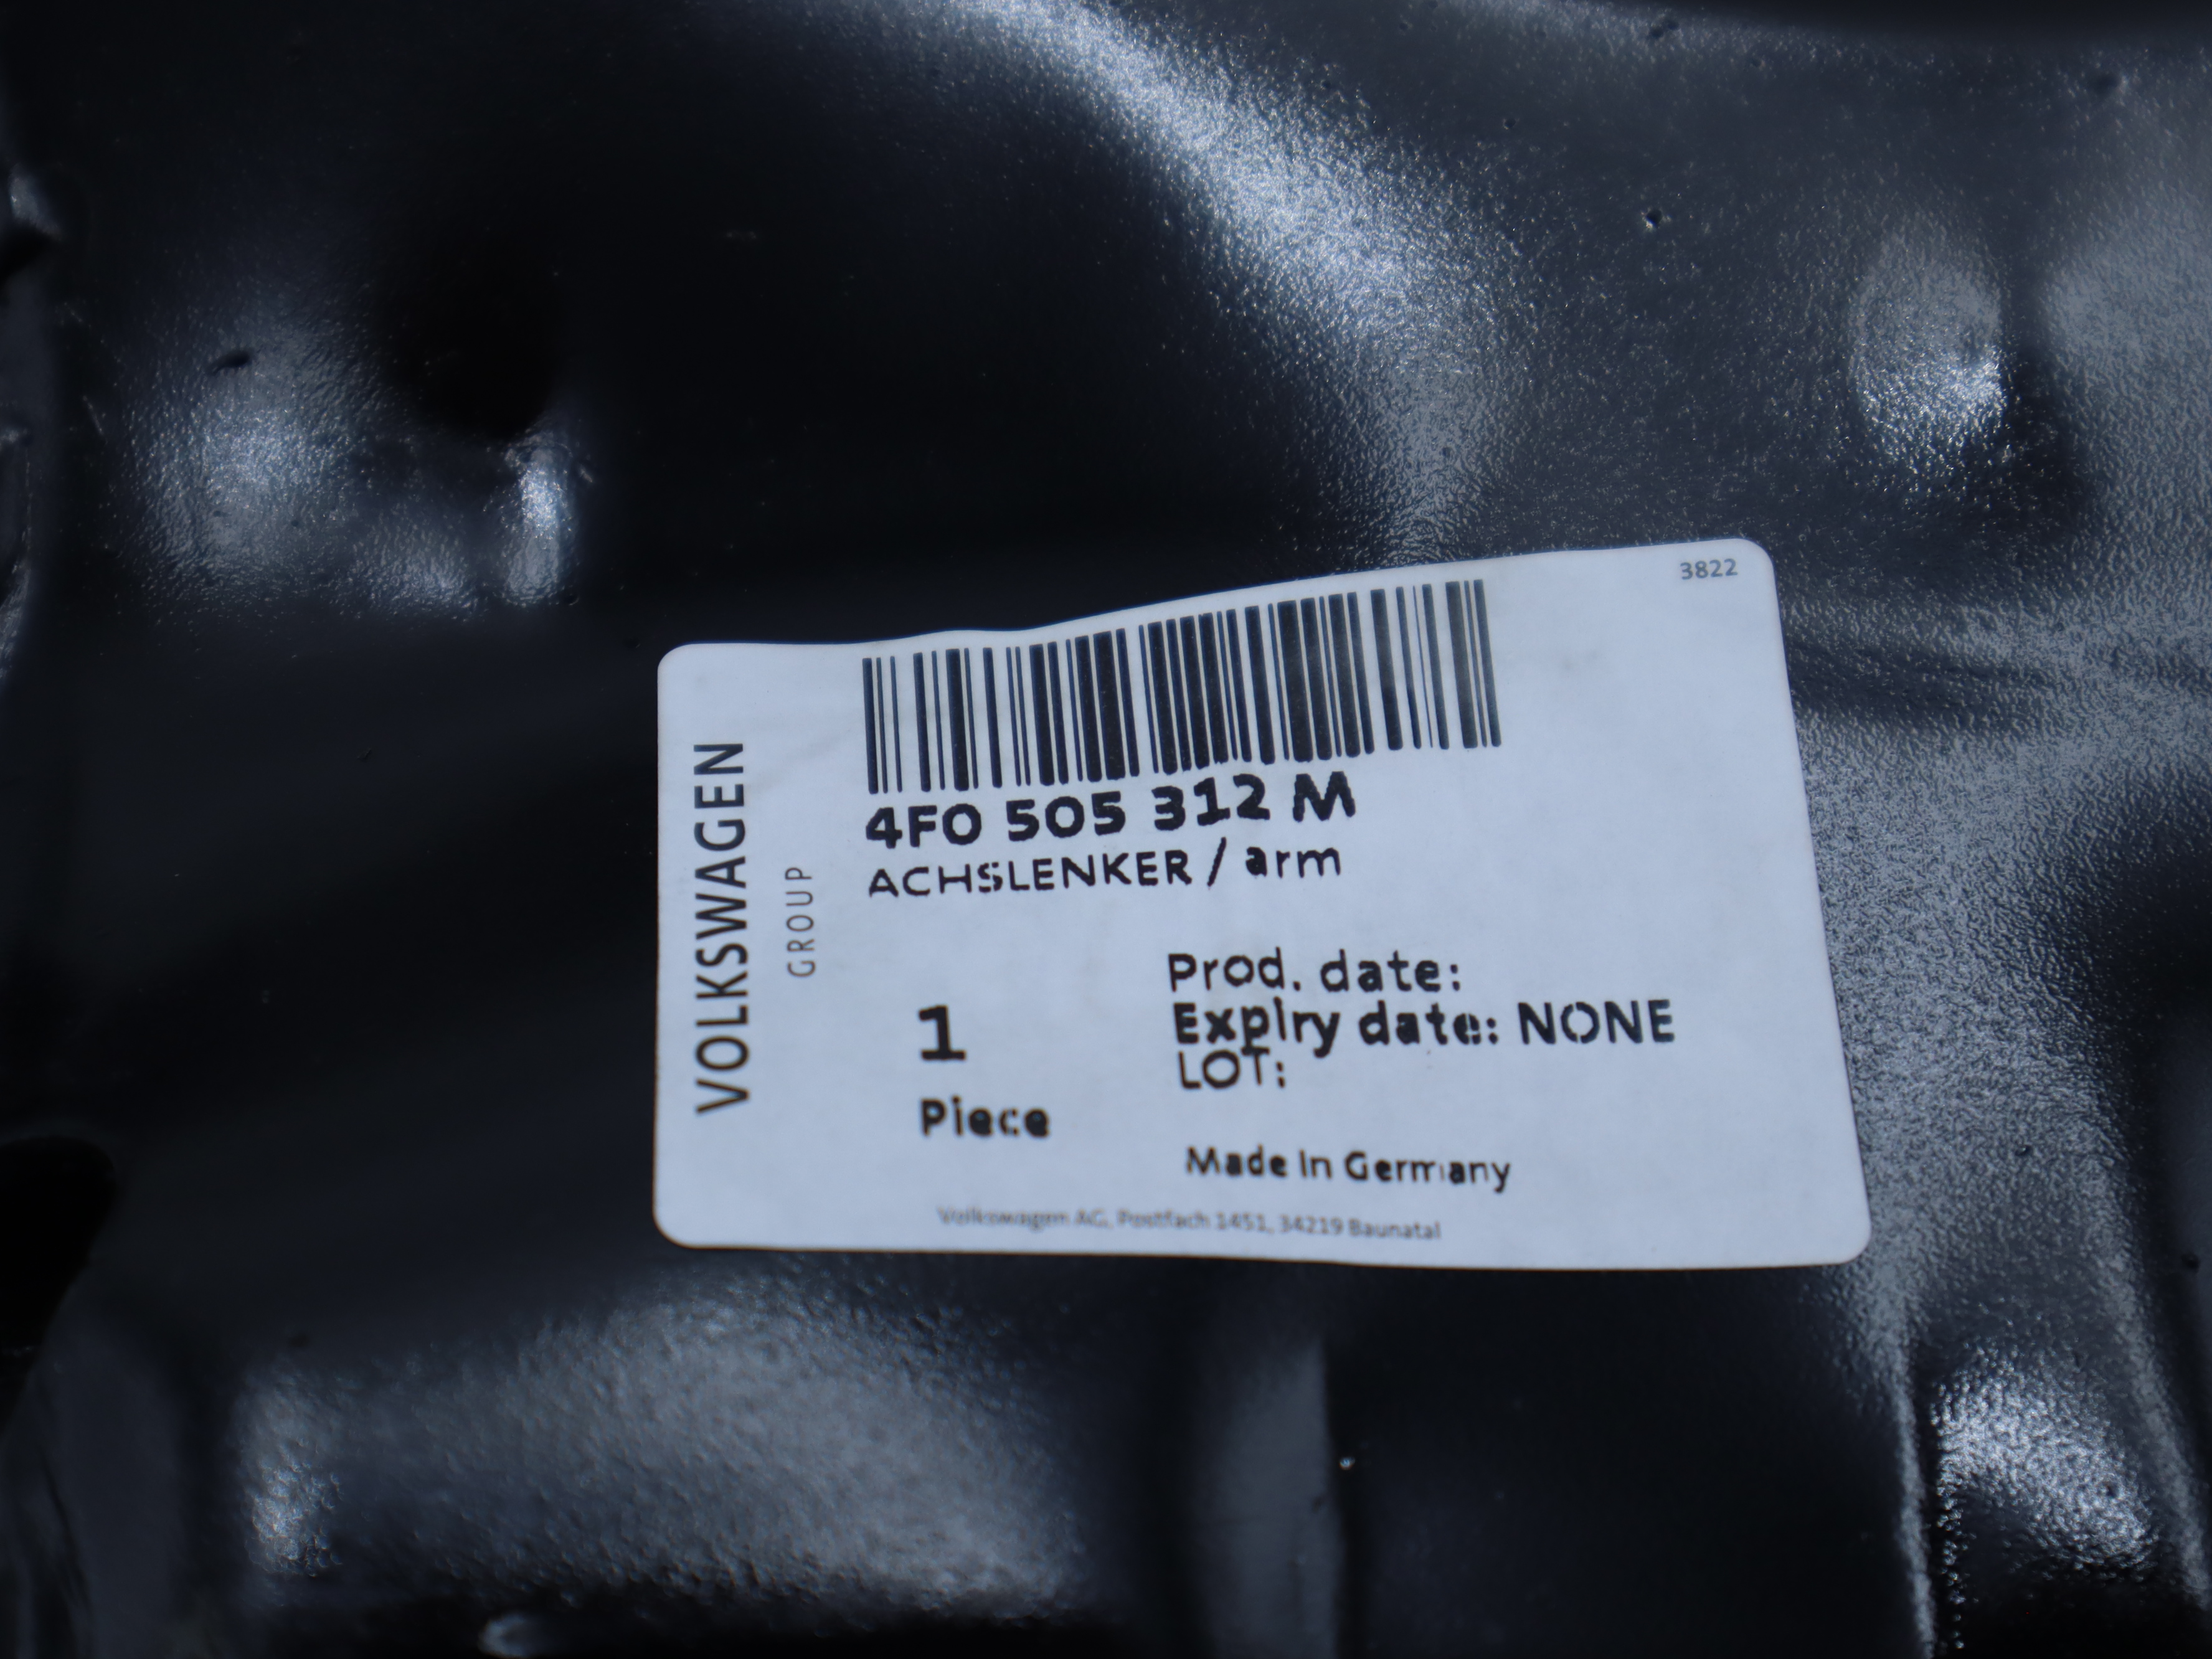 3822
VOLKSWAGEN
GROUP
4F0 505 312 M
ACHSLENKER / arm
1
Piece
Prod. date:
Expiry date: NONE
LOT:
Made in Germany
Volkswagen AG, Postfach 1451, 34219 Baunatal